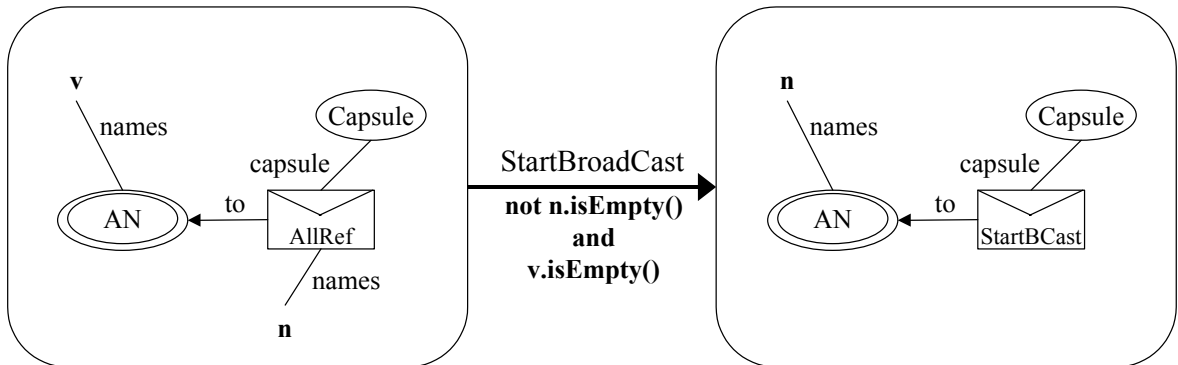 v
names
Capsule
capsule
AN
to
AllRef
names
n
StartBroadCast
not n.isEmpty()
and
v.isEmpty()
n
names
Capsule
capsule
AN
to
StartBCast